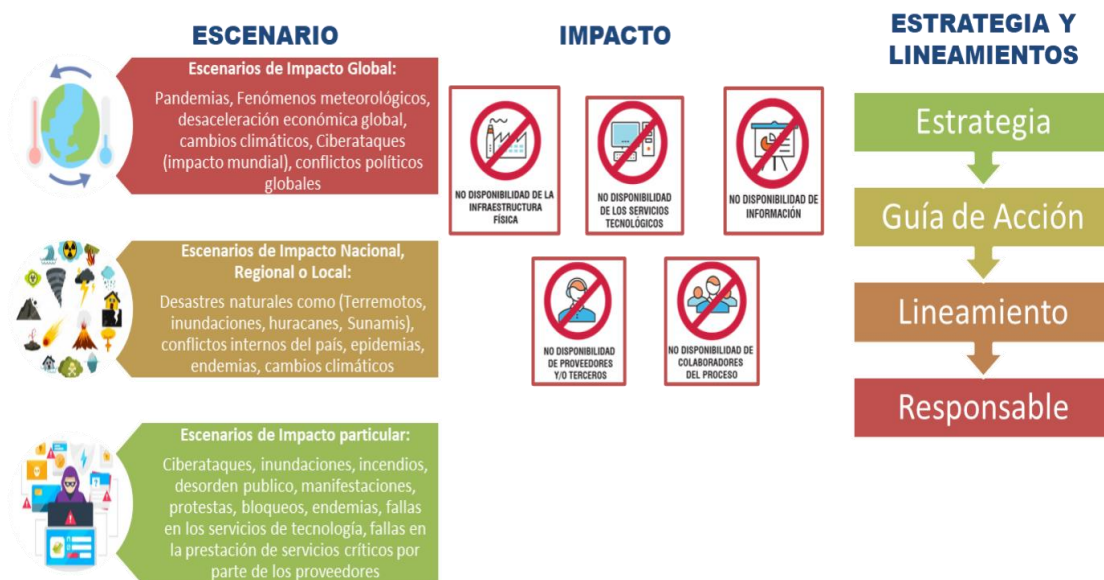 ESCENARIO
Escenarios de Impacto Global:
Pandemias, Fenómenos meteorológicos,
desaceleración económica global,
cambios climáticos, Ciberataques
(impacto mundial), conflictos políticos
globales
Escenarios de Impacto Nacional,
Regional o Local:
Desastres naturales como (Terremotos,
inundaciones, huracanes, Sunamis),
conflictos internos del país, epidemias,
endemias, cambios climáticos
Escenarios de Impacto particular:
Ciberataques, inundaciones, incendios,
desorden publico, manifestaciones,
protestas, bloqueos, endemias, fallas
en los servicios de tecnología, fallas en
la prestación de servicios críticos por
parte de los proveedores
IMPACTO
NO DISPONIBILIDAD DE LA
INFRAESTRUCTURA
FÍSICA
NO DISPONIBILIDAD
DE LOS SERVICIOS
TECNOLÓGICOS
NO DISPONIBILIDAD DE
INFORMACIÓN
NO DISPONIBILIDAD
DE PROVEEDORES
Y/O TERCEROS
NO DISPONIBILIDAD DE
COLABORADORES
DEL PROCESO
ESTRATEGIA Y
LINEAMIENTOS
Estrategia
Guía de Acción
Lineamiento
Responsable